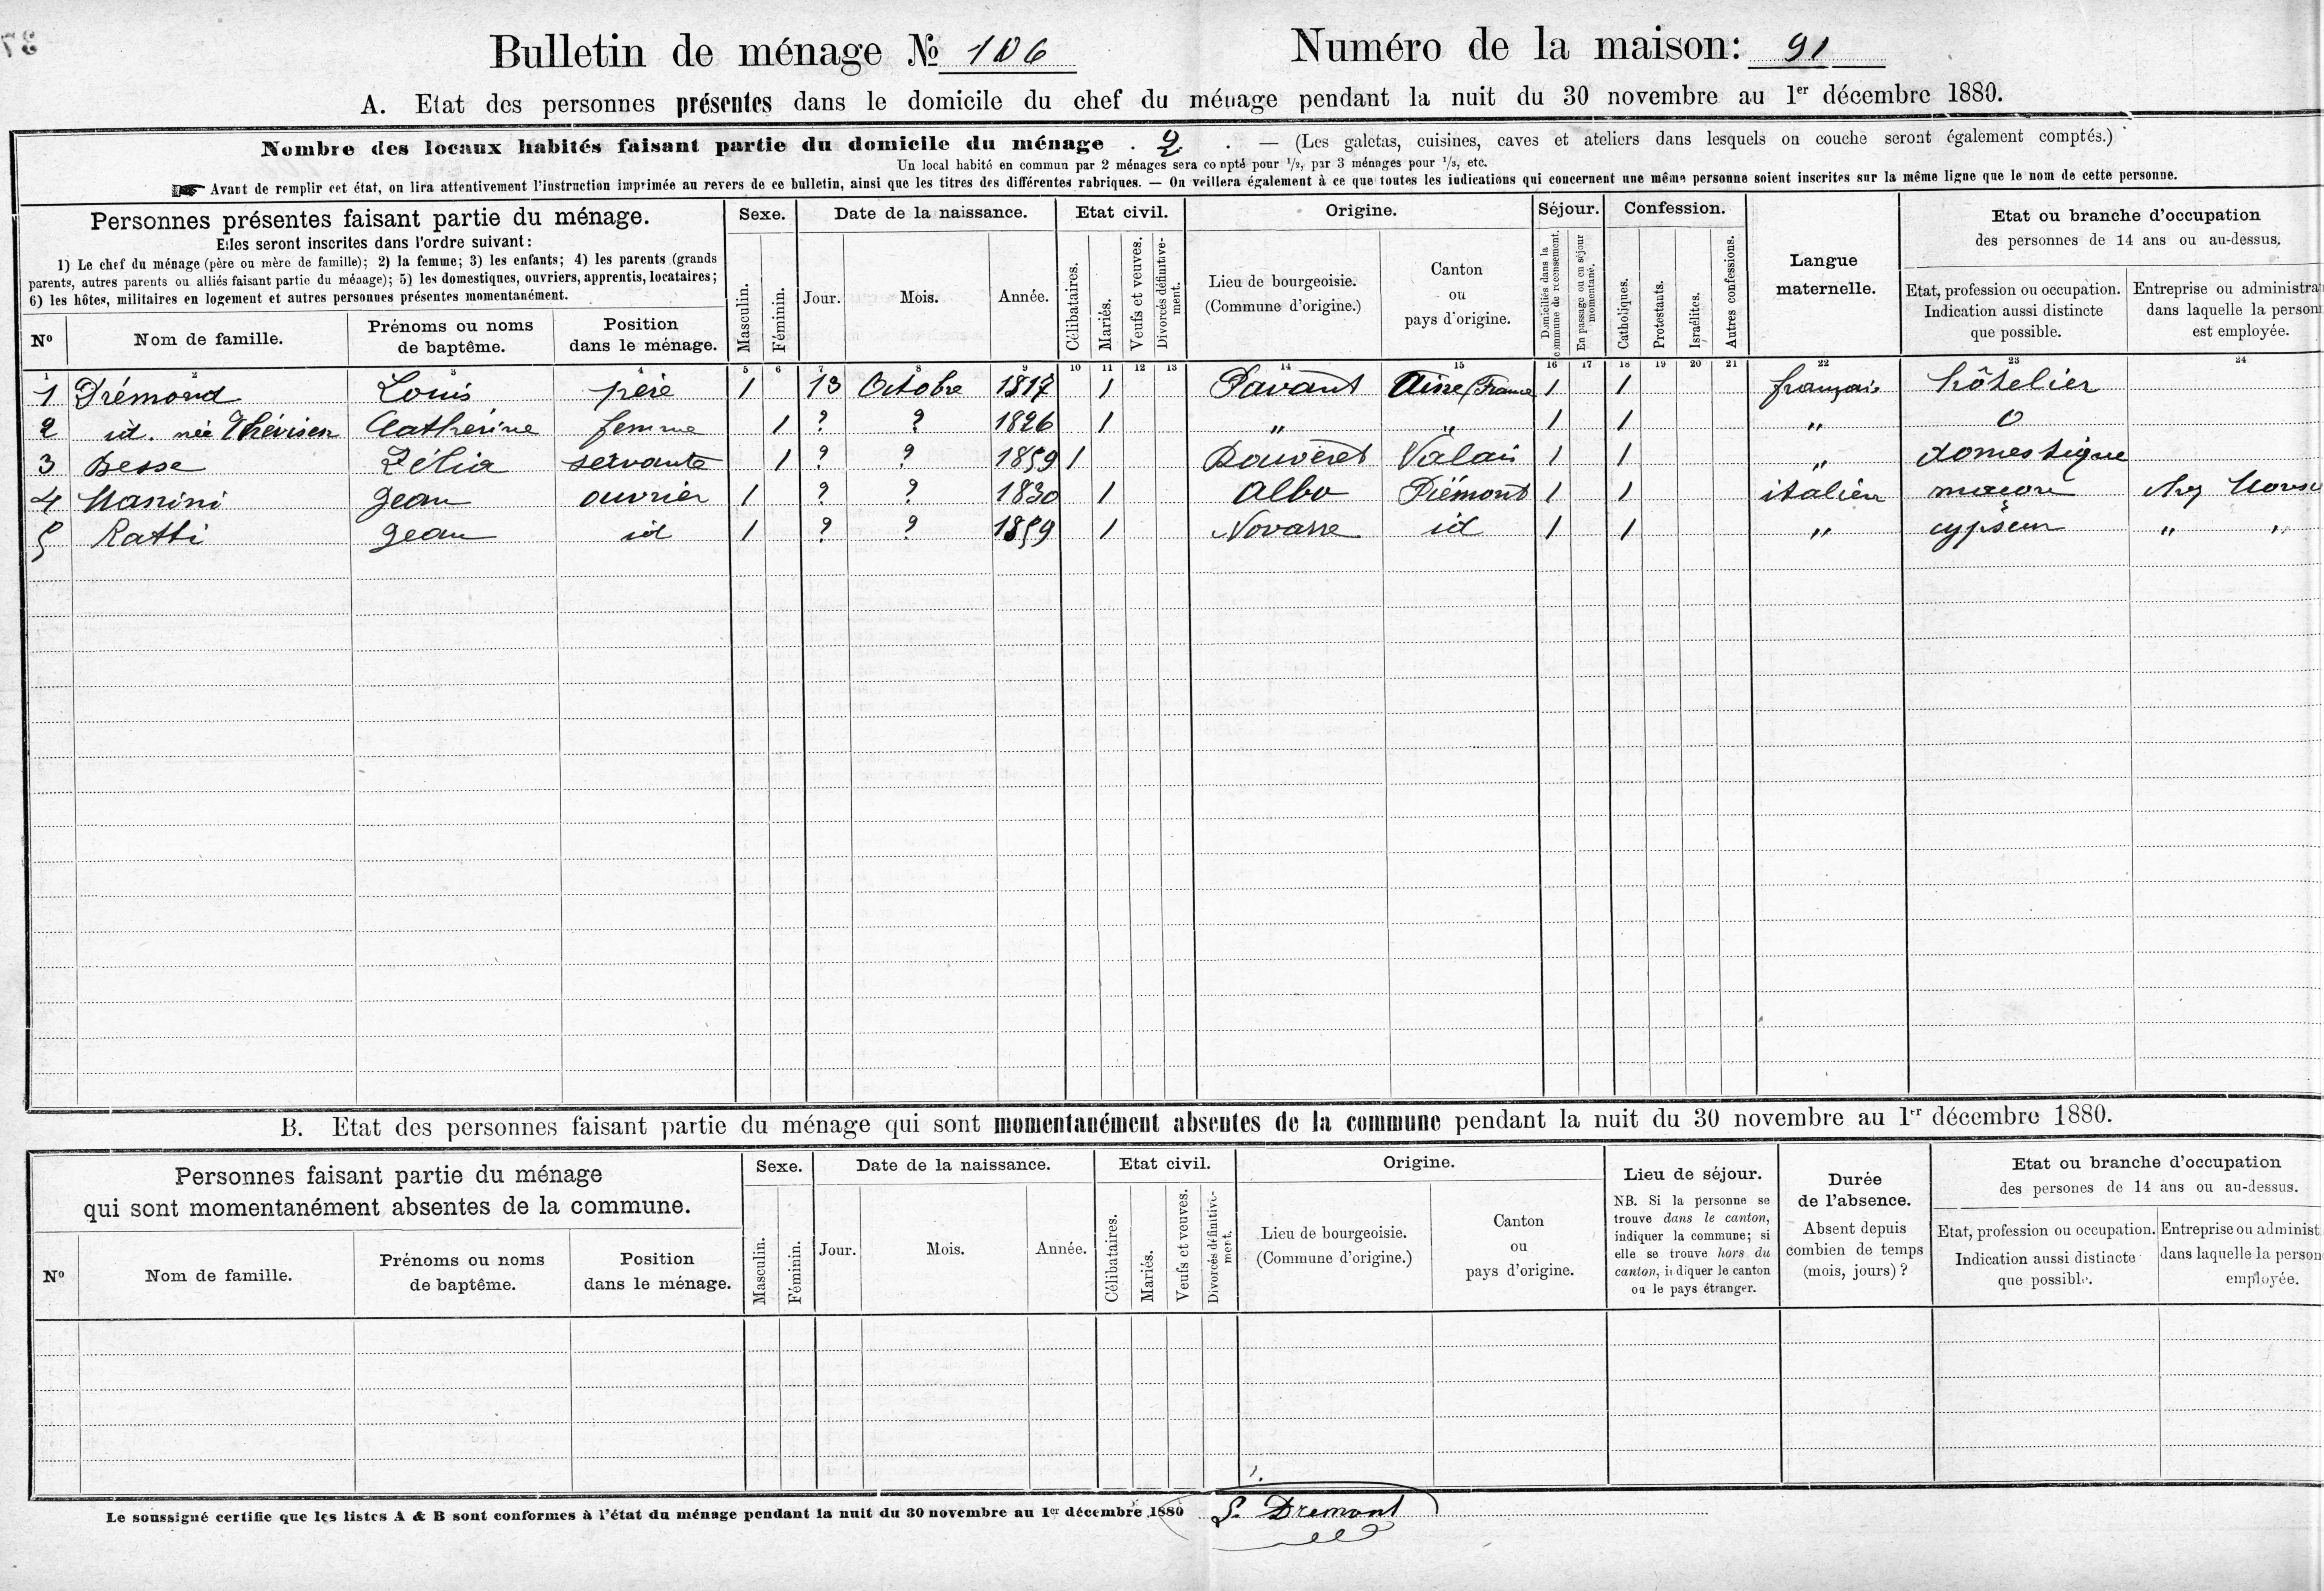 37
Bulletin de ménage № 106 Numéro de la maison: 91
A. Etat des personnes présentes dans le domicile du chef du ménage pendant la nuit du 30 novembre au 1er décembre 1880.
Nombre des locaux habités faisant partie du domicile du ménage . 2 . — (Les galetas, cuisines, caves et ateliers dans lesquels on couche seront également comptés.)
Un local habité en commun par 2 ménages sera compté pour 1/2, par 3 ménages pour 1/3, etc.
☛ Avant de remplir cet état, on lira attentivement l'instruction imprimée au revers de ce bulletin, ainsi que les titres des différentes rubriques. — On veillera également à ce que toutes les indications qui concernent une même personne soient inscrites sur la même ligne que le nom de cette personne.
Personnes présentes faisant partie du ménage.
Elles seront inscrites dans l'ordre suivant:
1) Le chef du ménage (père ou mère de famille); 2) la femme; 3) les enfants; 4) les parents (grands
parents, autres parents ou alliés faisant partie du ménage); 5) les domestiques, ouvriers, apprentis, locataires;
6) les hôtes, militaires en logement et autres personnes présentes momentanément.
No Nom de famille. Prénoms ou noms de baptême. Position dans le ménage.
Sexe. Masculin. Féminin.
Date de la naissance. Jour. Mois. Année.
Etat civil. Célibataires. Mariés. Veufs et veuves. Divorcés définitivement.
Origine. Lieu de bourgeoisie. (Commune d'origine.) Canton ou pays d'origine.
Séjour. Domiciliés dans la commune de recensement. En passage ou en séjour momentané.
Confession. Catholiques. Protestants. Israélites. Autres confessions.
Langue maternelle.
Etat ou branche d'occupation
des personnes de 14 ans ou au-dessus.
Etat, profession ou occupation. Indication aussi distincte que possible.
Entreprise ou administra dans laquelle la person est employée.
1 2 3 4 5 6 7 8 9 10 11 12 13 14 15 16 17 18 19 20 21 22 23 24
1 Drémond Louis père 1 13 Octobre 1817 1 Pavant Aisne (France 1 1 français hôtelier
2 id. née Catherine femme 1 ? ? 1826 1 " " 1 1 " 0
3 Besse Zélia servante 1 ? ? 1859 1 Bouveret Valais 1 1 " domestique
4 Manini Jean ouvrier 1 ? ? 1830 1 Albo Piémont 1 1 italien maçon chez
5 Ratti Jean id 1 ? ? 1859 1 Novarre id 1 1 " gypseur " "
B. Etat des personnes faisant partie du ménage qui sont momentanément absentes de la commune pendant la nuit du 30 novembre au 1er décembre 1880.
Personnes faisant partie du ménage
qui sont momentanément absentes de la commune.
No Nom de famille. Prénoms ou noms de baptême. Position dans le ménage.
Sexe. Masculin. Féminin.
Date de la naissance. Jour. Mois. Année.
Etat civil. Célibataires. Mariés. Veufs et veuves. Divorcés définitivement.
Origine. Lieu de bourgeoisie. (Commune d'origine.) Canton ou pays d'origine.
Lieu de séjour.
NB. Si la personne se
trouve dans le canton,
indiquer la commune; si
elle se trouve hors du
canton, indiquer le canton
ou le pays étranger.
Durée de l'absence.
Absent depuis
combien de temps
(mois, jours)?
Etat ou branche d'occupation
des persones de 14 ans ou au-dessus.
Etat, profession ou occupation. Indication aussi distincte que possible.
Entreprise ou administ dans laquelle la person employée.
Le soussigné certifie que les listes A & B sont conformes à l'état du ménage pendant la nuit du 30 novembre au 1er décembre 1880 L. Dremont